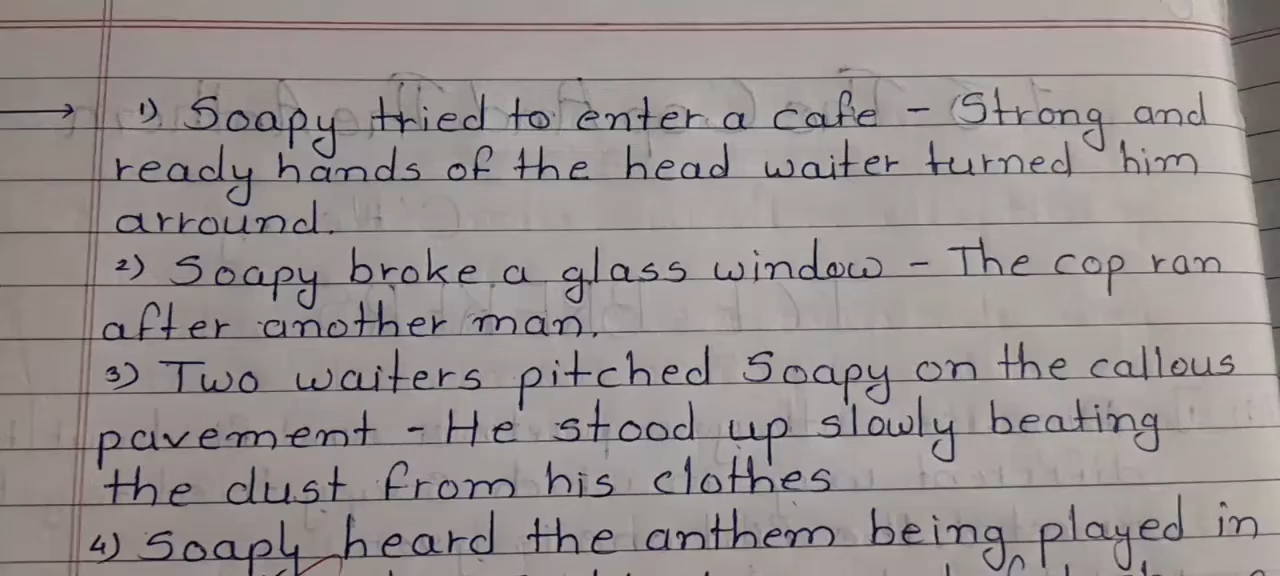 → 1) Soapy tried to enter a cafe - Strong and
ready hands of the head waiter turned him
arround.
2) Soapy broke a glass window - The cop ran
after another man.
3) Two waiters pitched Soapy on the callous
pavement - He stood up slowly beating
the dust from his clothes
4) Soaply heard the anthem being played in